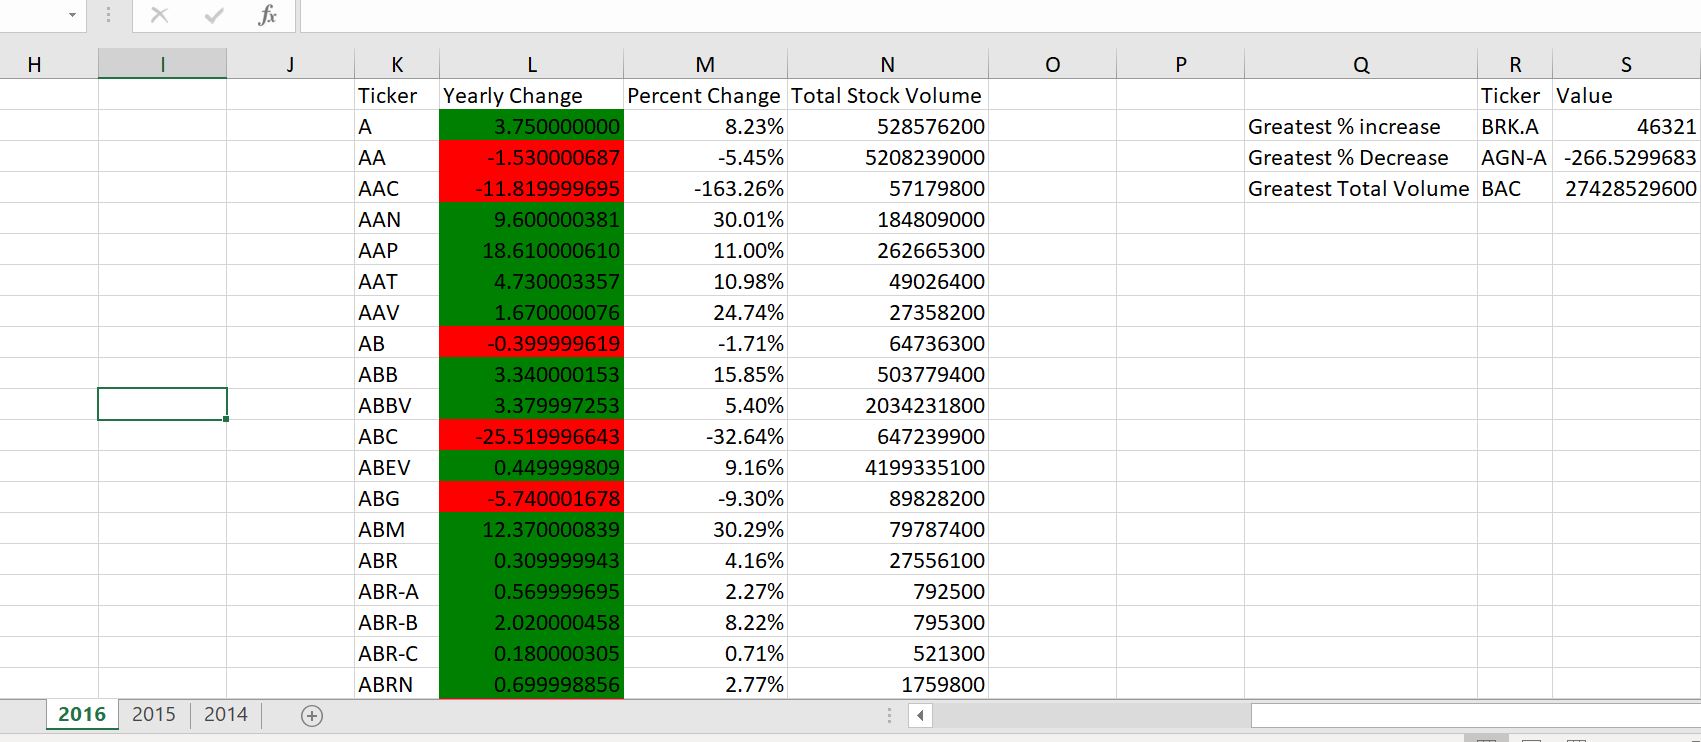 fx
H I J K L M N O P Q R S
Ticker Yearly Change Percent Change Total Stock Volume Ticker Value
A 3.750000000 8.23% 528576200 Greatest % increase BRK.A 46321
AA -1.530000687 -5.45% 5208239000 Greatest % Decrease AGN-A -266.5299683
AAC -11.819999695 -163.26% 57179800 Greatest Total Volume BAC 27428529600
AAN 9.600000381 30.01% 184809000
AAP 18.610000610 11.00% 262665300
AAT 4.730003357 10.98% 49026400
AAV 1.670000076 24.74% 27358200
AB -0.399999619 -1.71% 64736300
ABB 3.340000153 15.85% 503779400
ABBV 3.379997253 5.40% 2034231800
ABC -25.519996643 -32.64% 647239900
ABEV 0.449999809 9.16% 4199335100
ABG -5.740001678 -9.30% 89828200
ABM 12.370000839 30.29% 79787400
ABR 0.309999943 4.16% 27556100
ABR-A 0.569999695 2.27% 792500
ABR-B 2.020000458 8.22% 795300
ABR-C 0.180000305 0.71% 521300
ABRN 0.699998856 2.77% 1759800
2016 2015 2014